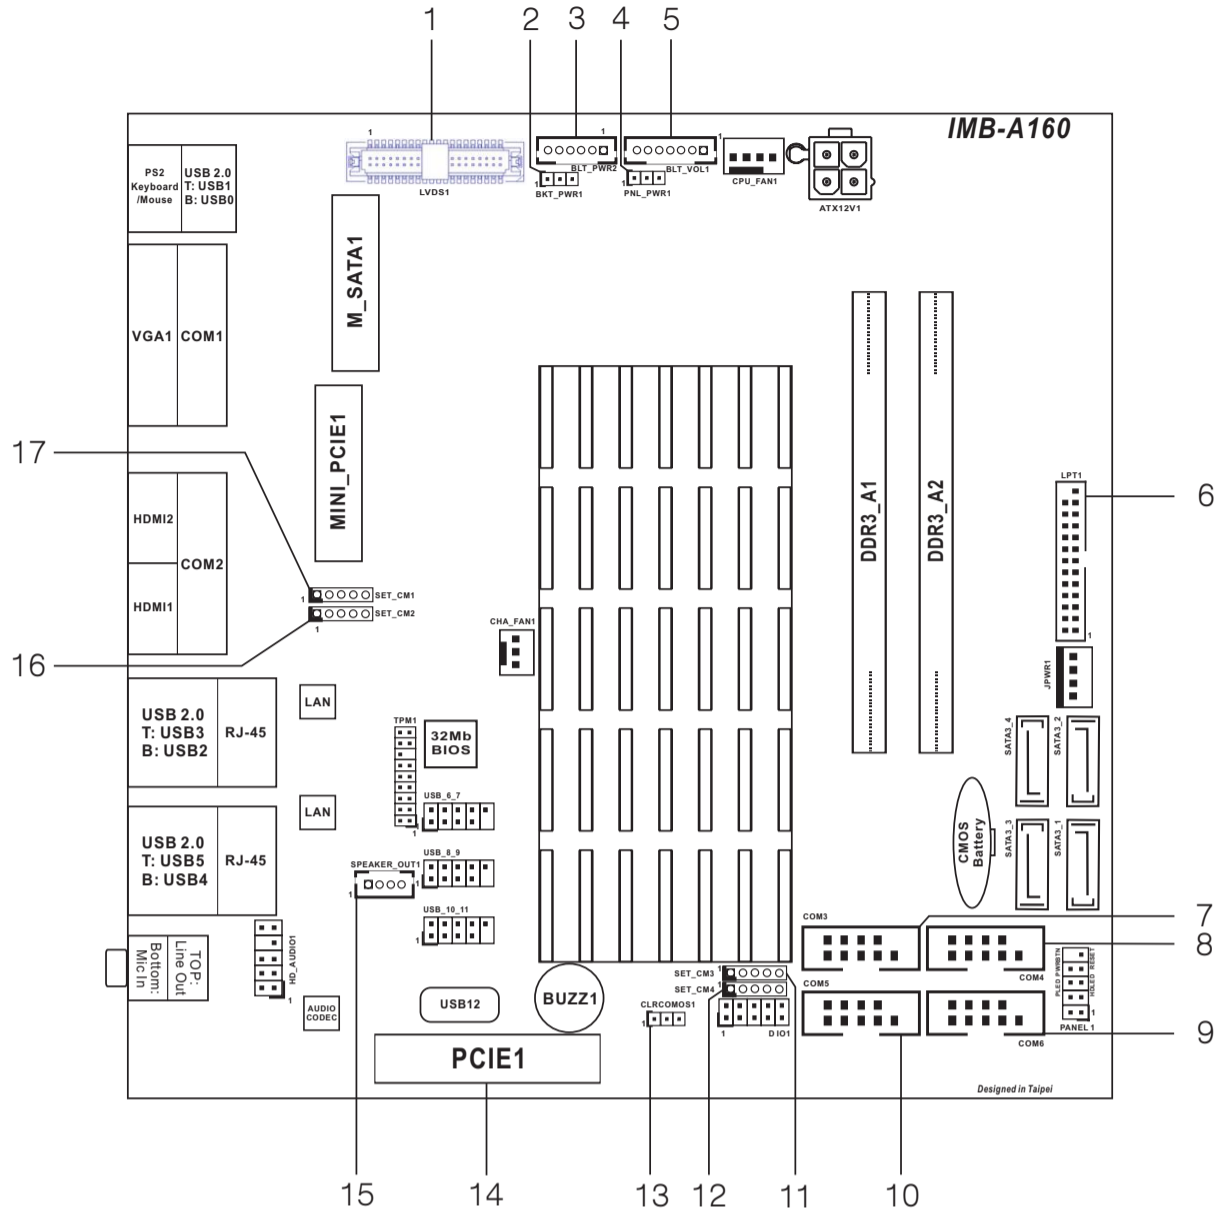 1 2 3 4 5
IMB-A160
1
LVDS1
1
BLT_PWR2
1
BKT_PWR1
1
BLT_VOL1
1
PNL_PWR1
CPU_FAN1
ATX12V1
PS2
Keyboard
/Mouse
USB 2.0
T: USB1
B: USB0
M_SATA1
VGA1
COM1
MINI_PCIE1
17
HDMI2
COM2
HDMI1
1
SET_CM1
SET_CM2
1
16
CHA_FAN1
DDR3_A1
DDR3_A2
LPT1
6
1
JPWR1
SATA3_4
SATA3_2
SATA3_3
SATA3_1
CMOS
Battery
USB 2.0
T: USB3
B: USB2
RJ-45
LAN
TPM1
1
32Mb
BIOS
USB_6_7
LAN
USB 2.0
T: USB5
B: USB4
RJ-45
USB_8_9
1
SPEAKER_OUT1
1
USB_10_11
1
TOP:
Line Out
Bottom:
Mic In
HD_AUDIO1
1
AUDIO
CODEC
USB12
BUZZ1
PCIE1
CLRCOMOS1
1
SET_CM3
1
SET_CM4
1
1
DIO1
COM3
COM4
COM5
COM6
7
8
9
PLED PWRBTN
HDLED RESET
1
PANEL 1
Designed in Taipei
15 14 13 12 11 10